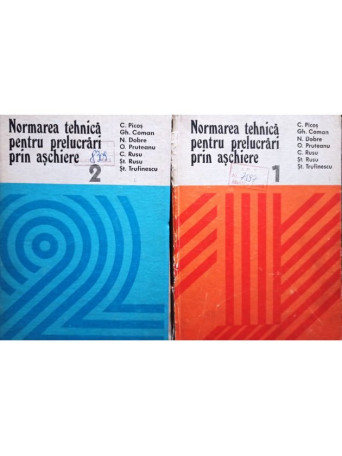 Normarea tehnică
pentru prelucrări
prin așchiere
2
C. Picoș
Gh. Coman
N. Dobre
O. Pruteanu
C. Rusu
Șt. Rusu
Șt. Trufinescu
Normarea tehnică
pentru prelucrări
prin așchiere
1
C. Picoș
Gh. Coman
N. Dobre
O. Pruteanu
C. Rusu
Șt. Rusu
Șt. Trufinescu